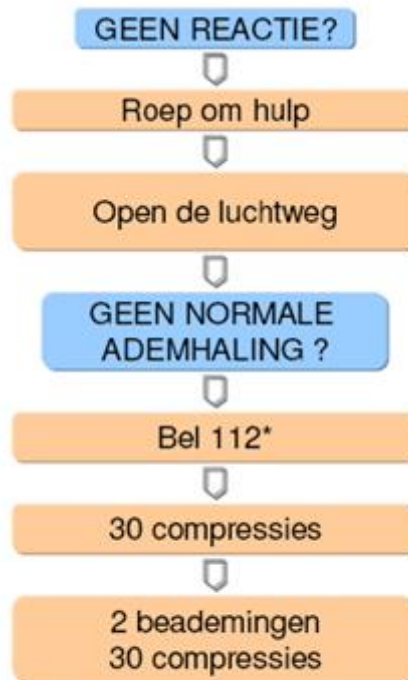 GEEN REACTIE?
Roep om hulp
Open de luchtweg
GEEN NORMALE
ADEMHALING ?
Bel 112*
30 compressies
2 beademingen
30 compressies